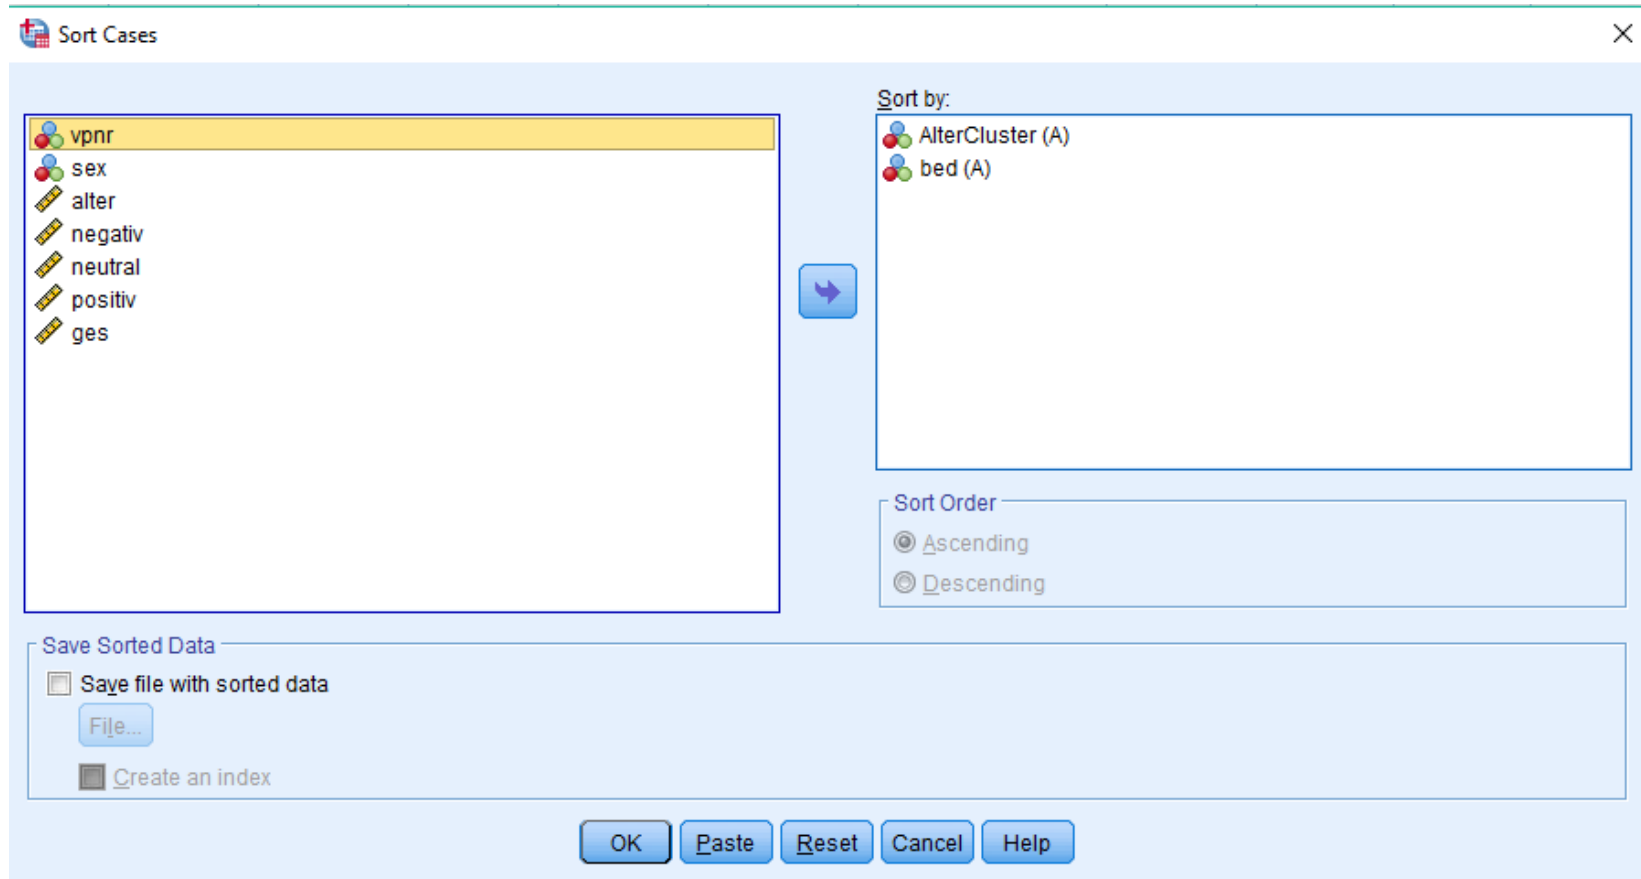 Sort Cases
vpnr
sex
alter
negativ
neutral
positiv
ges
Sort by:
AlterCluster (A)
bed (A)
Sort Order
Ascending
Descending
Save Sorted Data
Save file with sorted data
File...
Create an index
OK Paste Reset Cancel Help